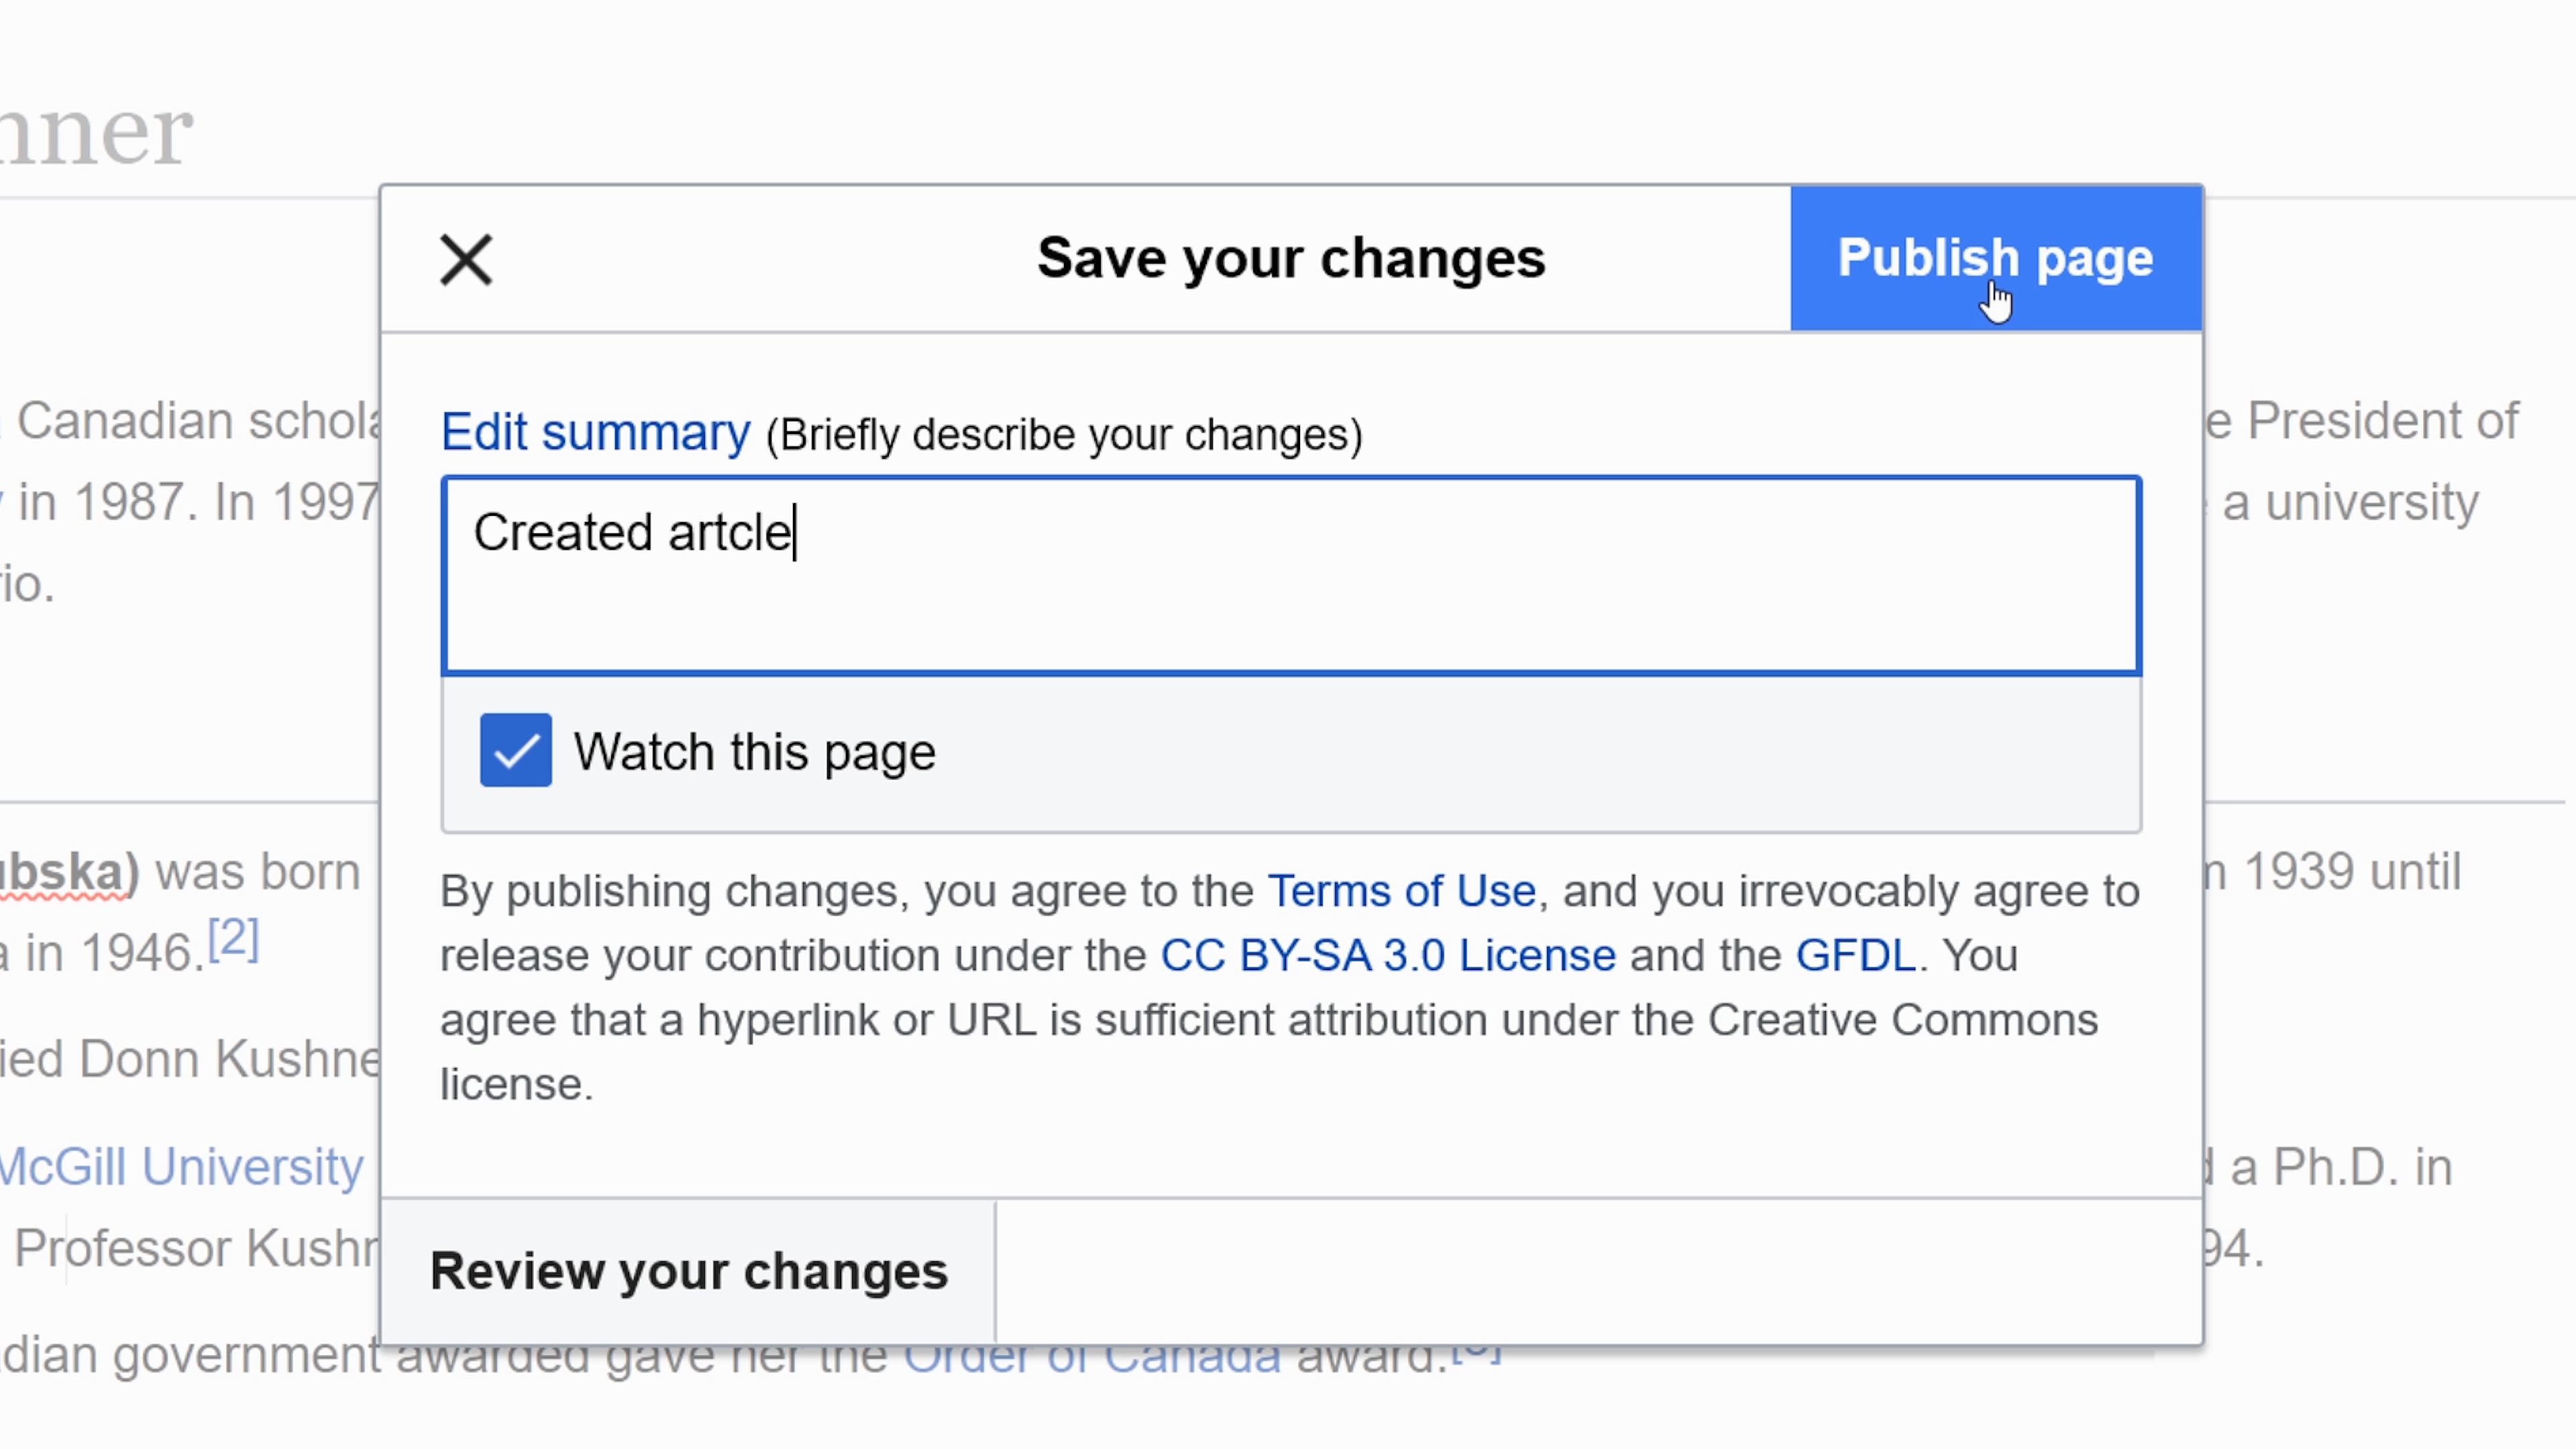 nner
Save your changes
Publish page
Canadian schola
e President of
Edit summary (Briefly describe your changes)
in 1987. In 1997
a university
Created artcle
rio.
Watch this page
ubska) was born
n 1939 until
By publishing changes, you agree to the Terms of Use, and you irrevocably agree to
a in 1946.[2]
release your contribution under the CC BY-SA 3.0 License and the GFDL. You
agree that a hyperlink or URL is sufficient attribution under the Creative Commons
ied Donn Kushne
license.
McGill University
d a Ph.D. in
Professor Kushn
94.
Review your changes
dian government awarded gave her the Order of Canada award.